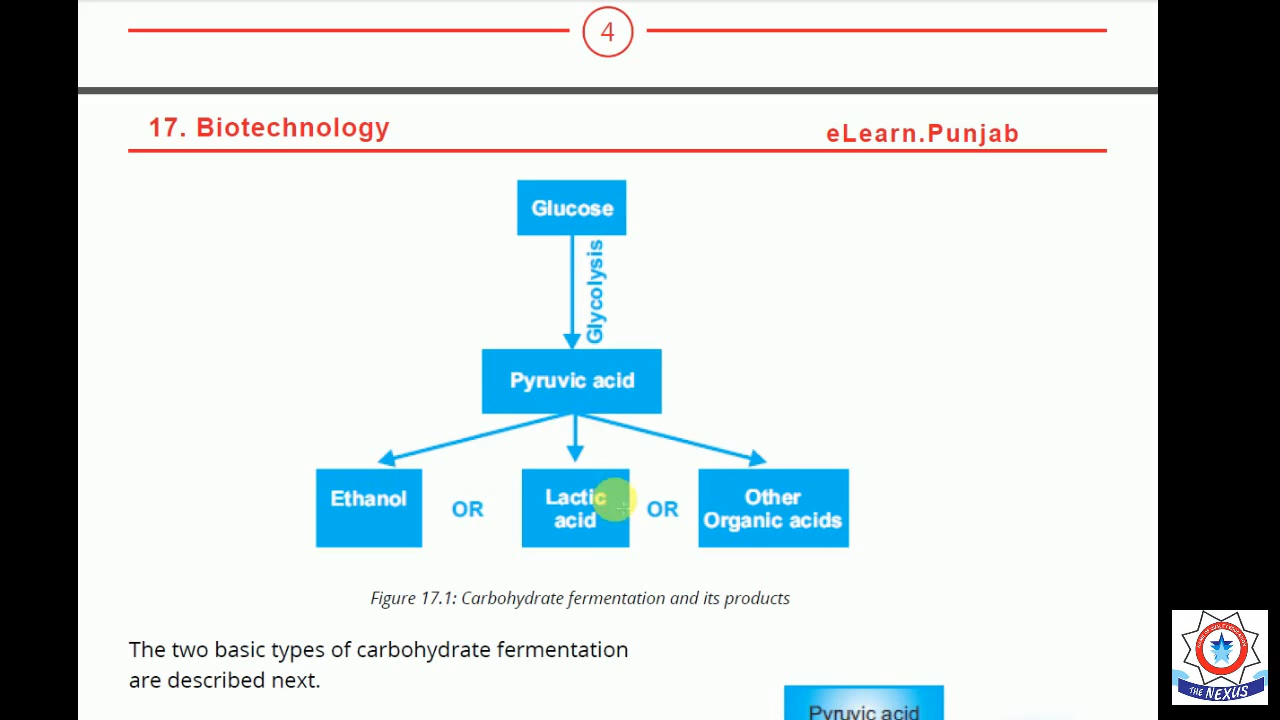 4
17. Biotechnology
eLearn.Punjab
Glucose
Glycolysis
Pyruvic acid
Ethanol
OR
Lactic
acid
OR
Other
Organic acids
Figure 17.1: Carbohydrate fermentation and its products
The two basic types of carbohydrate fermentation
are described next.
Pyruvic acid
THE NEXUS